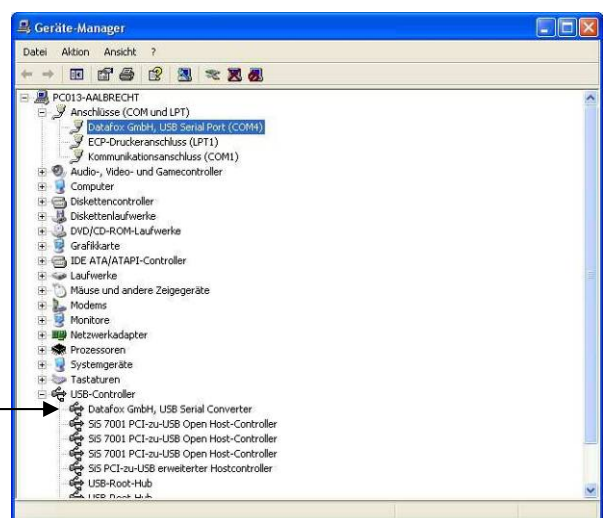 Geräte-Manager
Datei Aktion Ansicht ?
PC013-AALBRECHT
Anschlüsse (COM und LPT)
Datafox GmbH, USB Serial Port (COM4)
ECP-Druckeranschluss (LPT1)
Kommunikationsanschluss (COM1)
Audio-, Video- und Gamecontroller
Computer
Diskettencontroller
Diskettenlaufwerke
DVD/CD-ROM-Laufwerke
Grafikkarte
IDE ATA/ATAPI-Controller
Laufwerke
Mäuse und andere Zeigegeräte
Modems
Monitore
Netzwerkadapter
Prozessoren
Systemgeräte
Tastaturen
USB-Controller
Datafox GmbH, USB Serial Converter
SiS 7001 PCI-zu-USB Open Host-Controller
SiS 7001 PCI-zu-USB Open Host-Controller
SiS 7001 PCI-zu-USB Open Host-Controller
SiS PCI-zu-USB erweiterter Hostcontroller
USB-Root-Hub
USB-Root-Hub